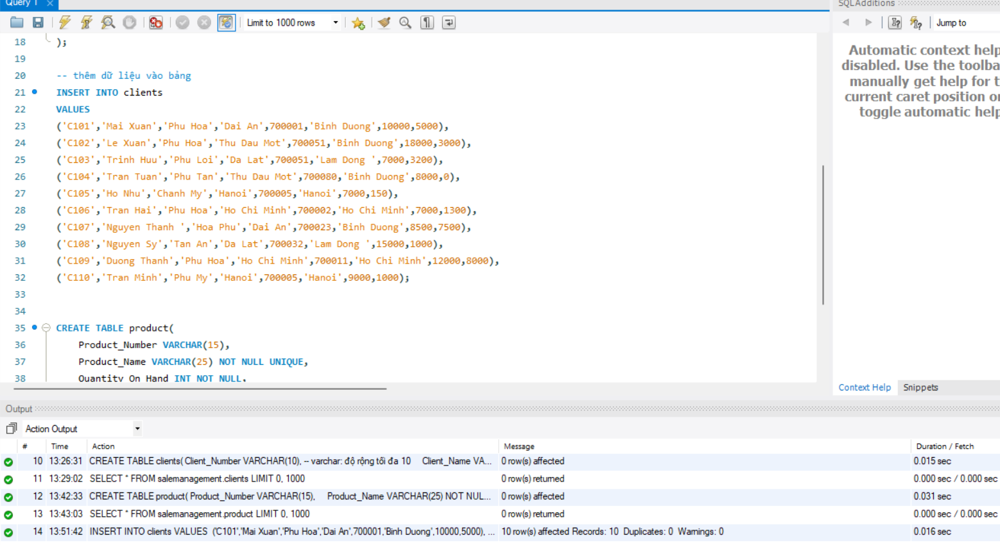 Query 1
SQLAdditions
Limit to 1000 rows
Jump to
18 );
19
20 -- thêm dữ liệu vào bảng
21 INSERT INTO clients
22 VALUES
23 ('C101','Mai Xuan','Phu Hoa','Dai An',700001,'Binh Duong',10000,5000),
24 ('C102','Le Xuan','Phu Hoa','Thu Dau Mot',700051,'Binh Duong',18000,3000),
25 ('C103','Trinh Huu','Phu Loi','Da Lat',700051,'Lam Dong ',7000,3200),
26 ('C104','Tran Tuan','Phu Tan','Thu Dau Mot',700080,'Binh Duong',8000,0),
27 ('C105','Ho Nhu','Chanh My','Hanoi',700005,'Hanoi',7000,150),
28 ('C106','Tran Hai','Phu Hoa','Ho Chi Minh',700002,'Ho Chi Minh',7000,1300),
29 ('C107','Nguyen Thanh ','Hoa Phu','Dai An',700023,'Binh Duong',8500,7500),
30 ('C108','Nguyen Sy','Tan An','Da Lat',700032,'Lam Dong ',15000,1000),
31 ('C109','Duong Thanh','Phu Hoa','Ho Chi Minh',700011,'Ho Chi Minh',12000,8000),
32 ('C110','Tran Minh','Phu My','Hanoi',700005,'Hanoi',9000,1000);
33
34
35 CREATE TABLE product(
36 Product_Number VARCHAR(15),
37 Product_Name VARCHAR(25) NOT NULL UNIQUE,
38 Quantity_On_Hand INT NOT NULL,
Automatic context help
disabled. Use the toolba
manually get help for t
current caret position or
toggle automatic help
Context Help Snippets
Output
Action Output
# Time Action Message Duration / Fetch
10 13:26:31 CREATE TABLE clients( Client_Number VARCHAR(10), -- varchar: độ rộng tối đa 10 Client_Name VA... 0 row(s) affected 0.015 sec
11 13:29:02 SELECT * FROM salemanagement.clients LIMIT 0, 1000 0 row(s) returned 0.000 sec / 0.000 sec
12 13:42:33 CREATE TABLE product( Product_Number VARCHAR(15), Product_Name VARCHAR(25) NOT NUL... 0 row(s) affected 0.031 sec
13 13:43:03 SELECT * FROM salemanagement.product LIMIT 0, 1000 0 row(s) returned 0.000 sec / 0.000 sec
14 13:51:42 INSERT INTO clients VALUES ('C101','Mai Xuan','Phu Hoa','Dai An',700001,'Binh Duong',10000,5000), ... 10 row(s) affected Records: 10 Duplicates: 0 Warnings: 0 0.016 sec